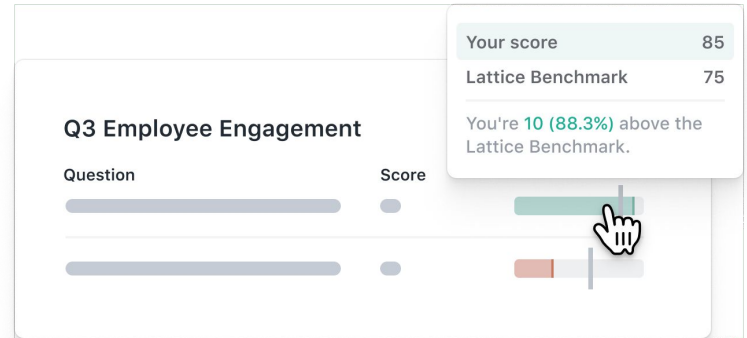 Your score 85
Lattice Benchmark 75
You're 10 (88.3%) above the
Lattice Benchmark.
Q3 Employee Engagement
Question Score